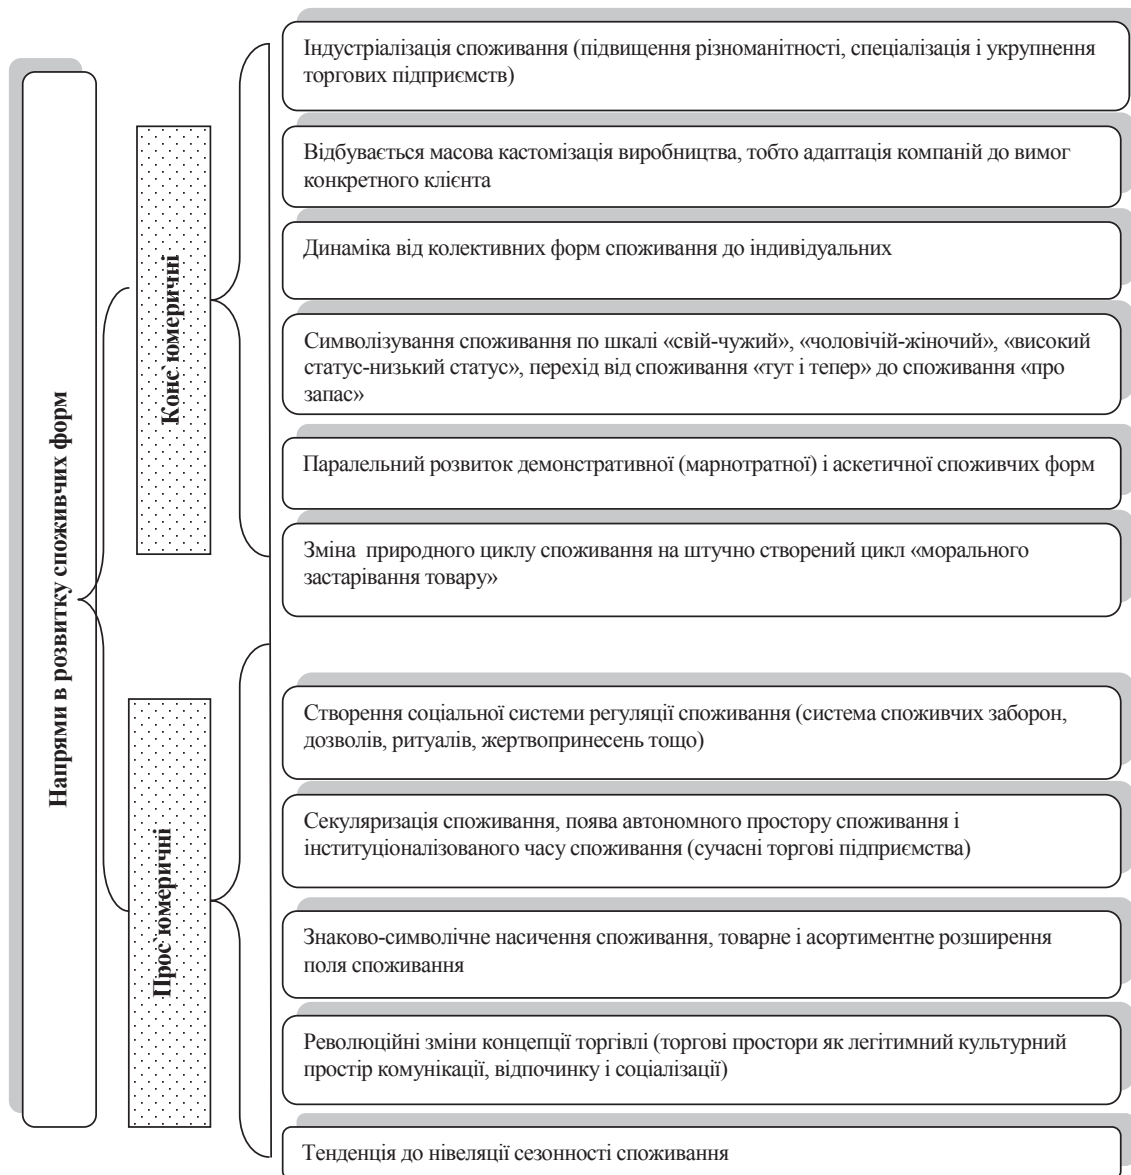 Напрями в розвитку споживчих форм
Конс`юмеричні
Індустріалізація споживання (підвищення різноманітності, спеціалізація і укрупнення
торгових підприємств)
Відбувається масова кастомізація виробництва, тобто адаптація компаній до вимог
конкретного клієнта
Динаміка від колективних форм споживання до індивідуальних
Символізування споживання по шкалі «свій-чужий», «чоловічій-жіночий», «високий
статус-низький статус», перехід від споживання «тут і тепер» до споживання «про
запас»
Паралельний розвиток демонстративної (марнотратної) і аскетичної споживчих форм
Зміна природного циклу споживання на штучно створений цикл «морального
застарівання товару»
Прос`юмеричні
Створення соціальної системи регуляції споживання (система споживчих заборон,
дозволів, ритуалів, жертвопринесень тощо)
Секуляризація споживання, поява автономного простору споживання і
інституціоналізованого часу споживання (сучасні торгові підприємства)
Знаково-символічне насичення споживання, товарне і асортиментне розширення
поля споживання
Революційні зміни концепції торгівлі (торгові простори як легітимний культурний
простір комунікації, відпочинку і соціалізації)
Тенденція до нівеляції сезонності споживання